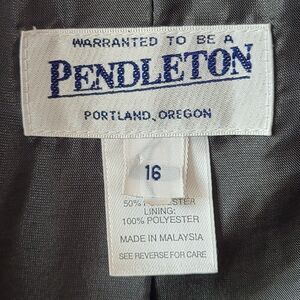 WARRANTED TO BE A
PENDLETON
PORTLAND, OREGON
16
50%
LINING:
100% POLYESTER
MADE IN MALAYSIA
SEE REVERSE FOR CARE